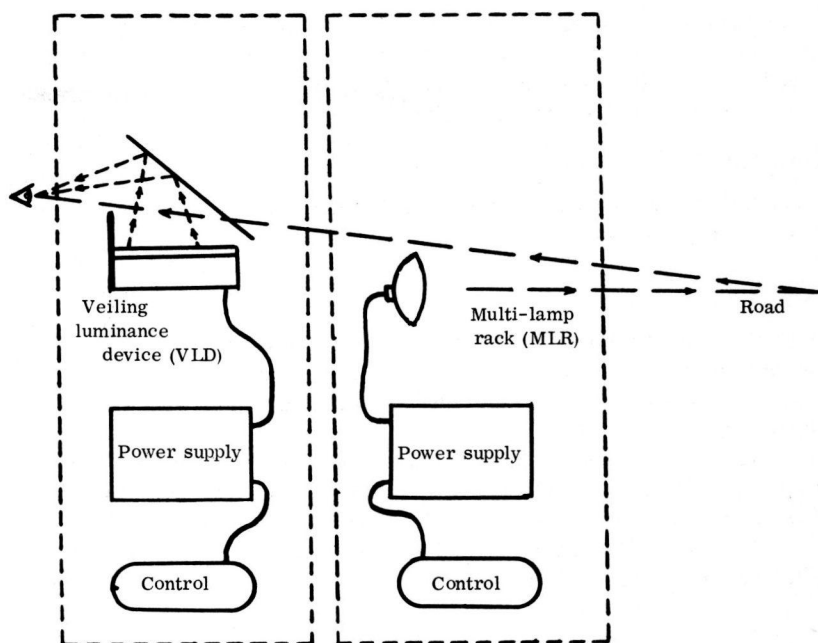 Veiling
luminance
device (VLD)
Power supply
Control
Multi-lamp
rack (MLR)
Road
Power supply
Control